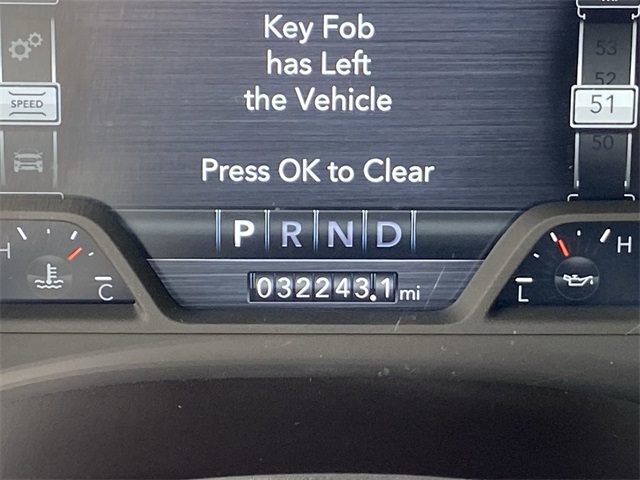 Key Fob
has Left
the Vehicle
Press OK to Clear
SPEED
53
52
51
50
P R N D
032243.1 mi
H
C
L
H